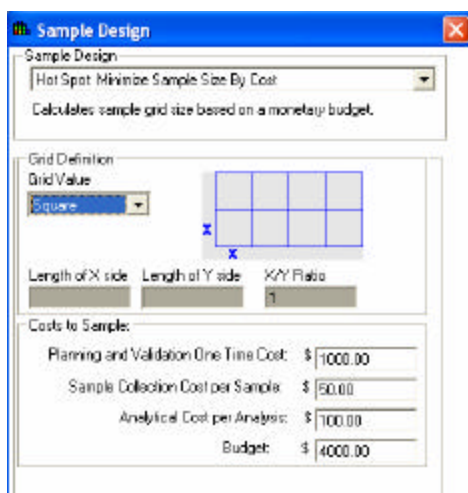 Sample Design
Sample Design
Hot Spot: Minimize Sample Size By Cost
Calculates sample grid size based on a monetary budget.
Grid Definition
Grid Value
Square
X
X
Length of X side Length of Y side X/Y Ratio
1
Costs to Sample:
Planning and Validation One Time Cost: $ 1000.00
Sample Collection Cost per Sample: $ 50.00
Analytical Cost per Analysis: $ 100.00
Budget: $ 4000.00